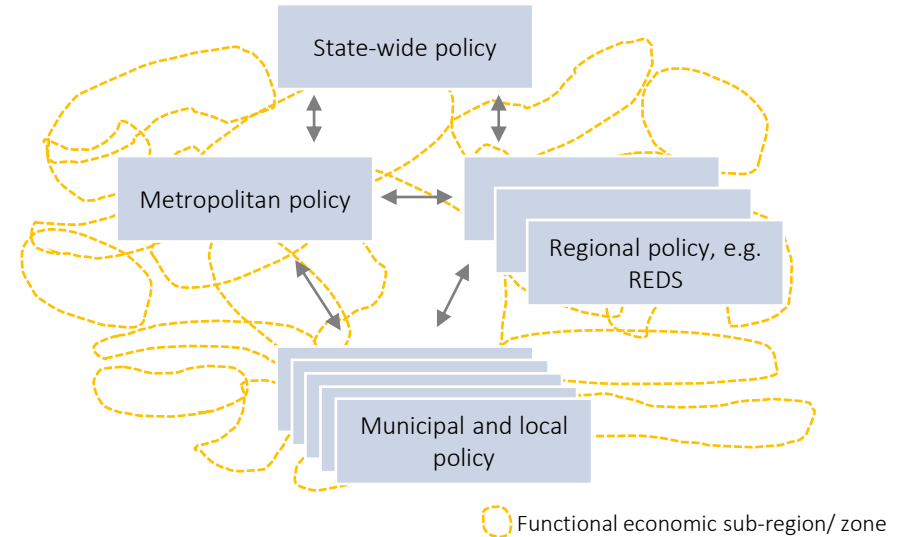 State-wide policy
Metropolitan policy
Regional policy, e.g.
REDS
Municipal and local
policy
Functional economic sub-region/ zone